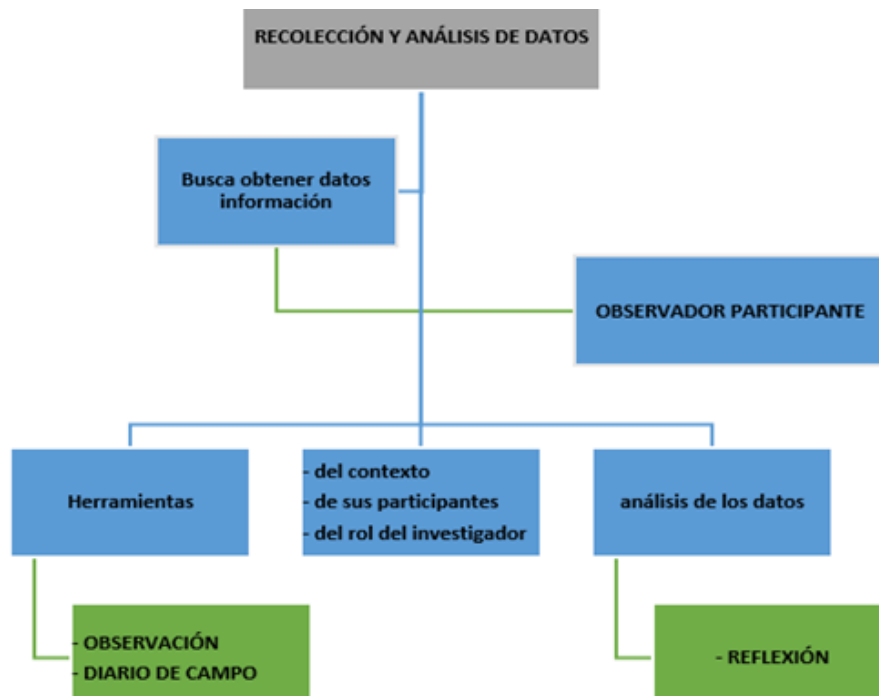 RECOLECCIÓN Y ANÁLISIS DE DATOS
Busca obtener datos
información
OBSERVADOR PARTICIPANTE
Herramientas
- del contexto
- de sus participantes
- del rol del investigador
análisis de los datos
- OBSERVACIÓN
- DIARIO DE CAMPO
- REFLEXIÓN